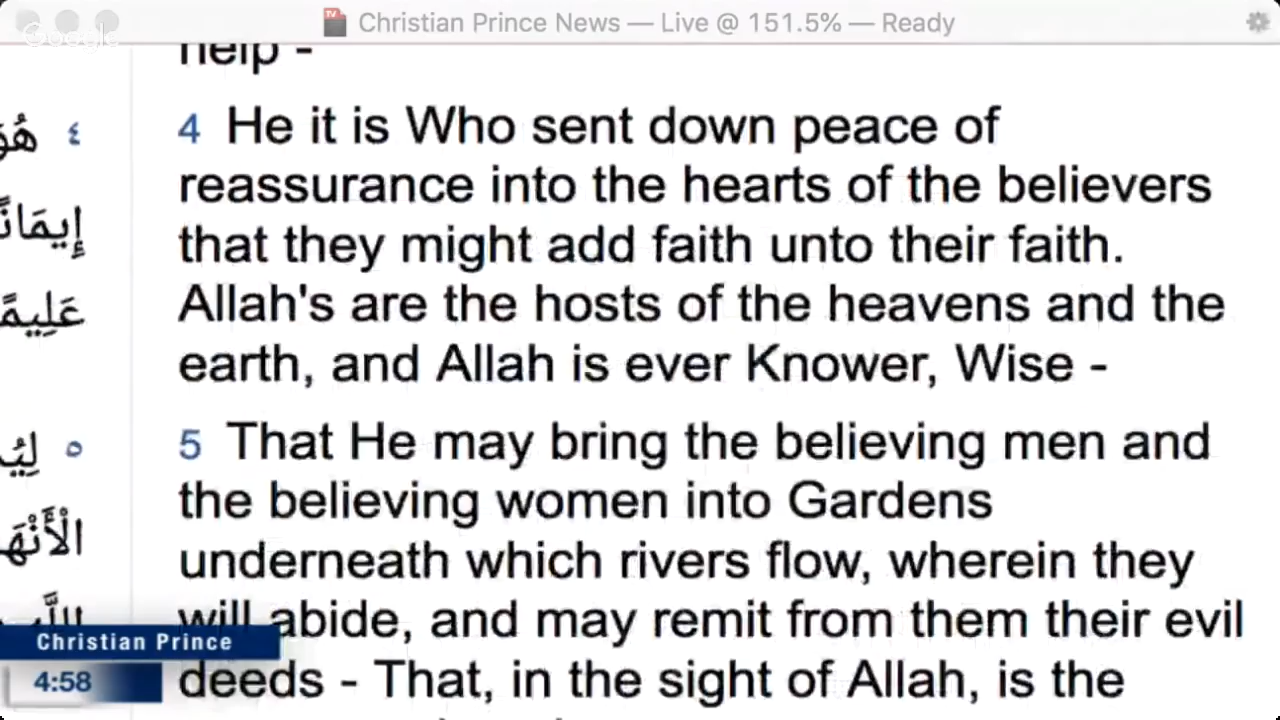 Google
Christian Prince News — Live @ 151.5% — Ready
help -
4 He it is Who sent down peace of
reassurance into the hearts of the believers
that they might add faith unto their faith.
Allah's are the hosts of the heavens and the
earth, and Allah is ever Knower, Wise -
5 That He may bring the believing men and
the believing women into Gardens
underneath which rivers flow, wherein they
will abide, and may remit from them their evil
deeds - That, in the sight of Allah, is the
٤
٥
Christian Prince
4:58